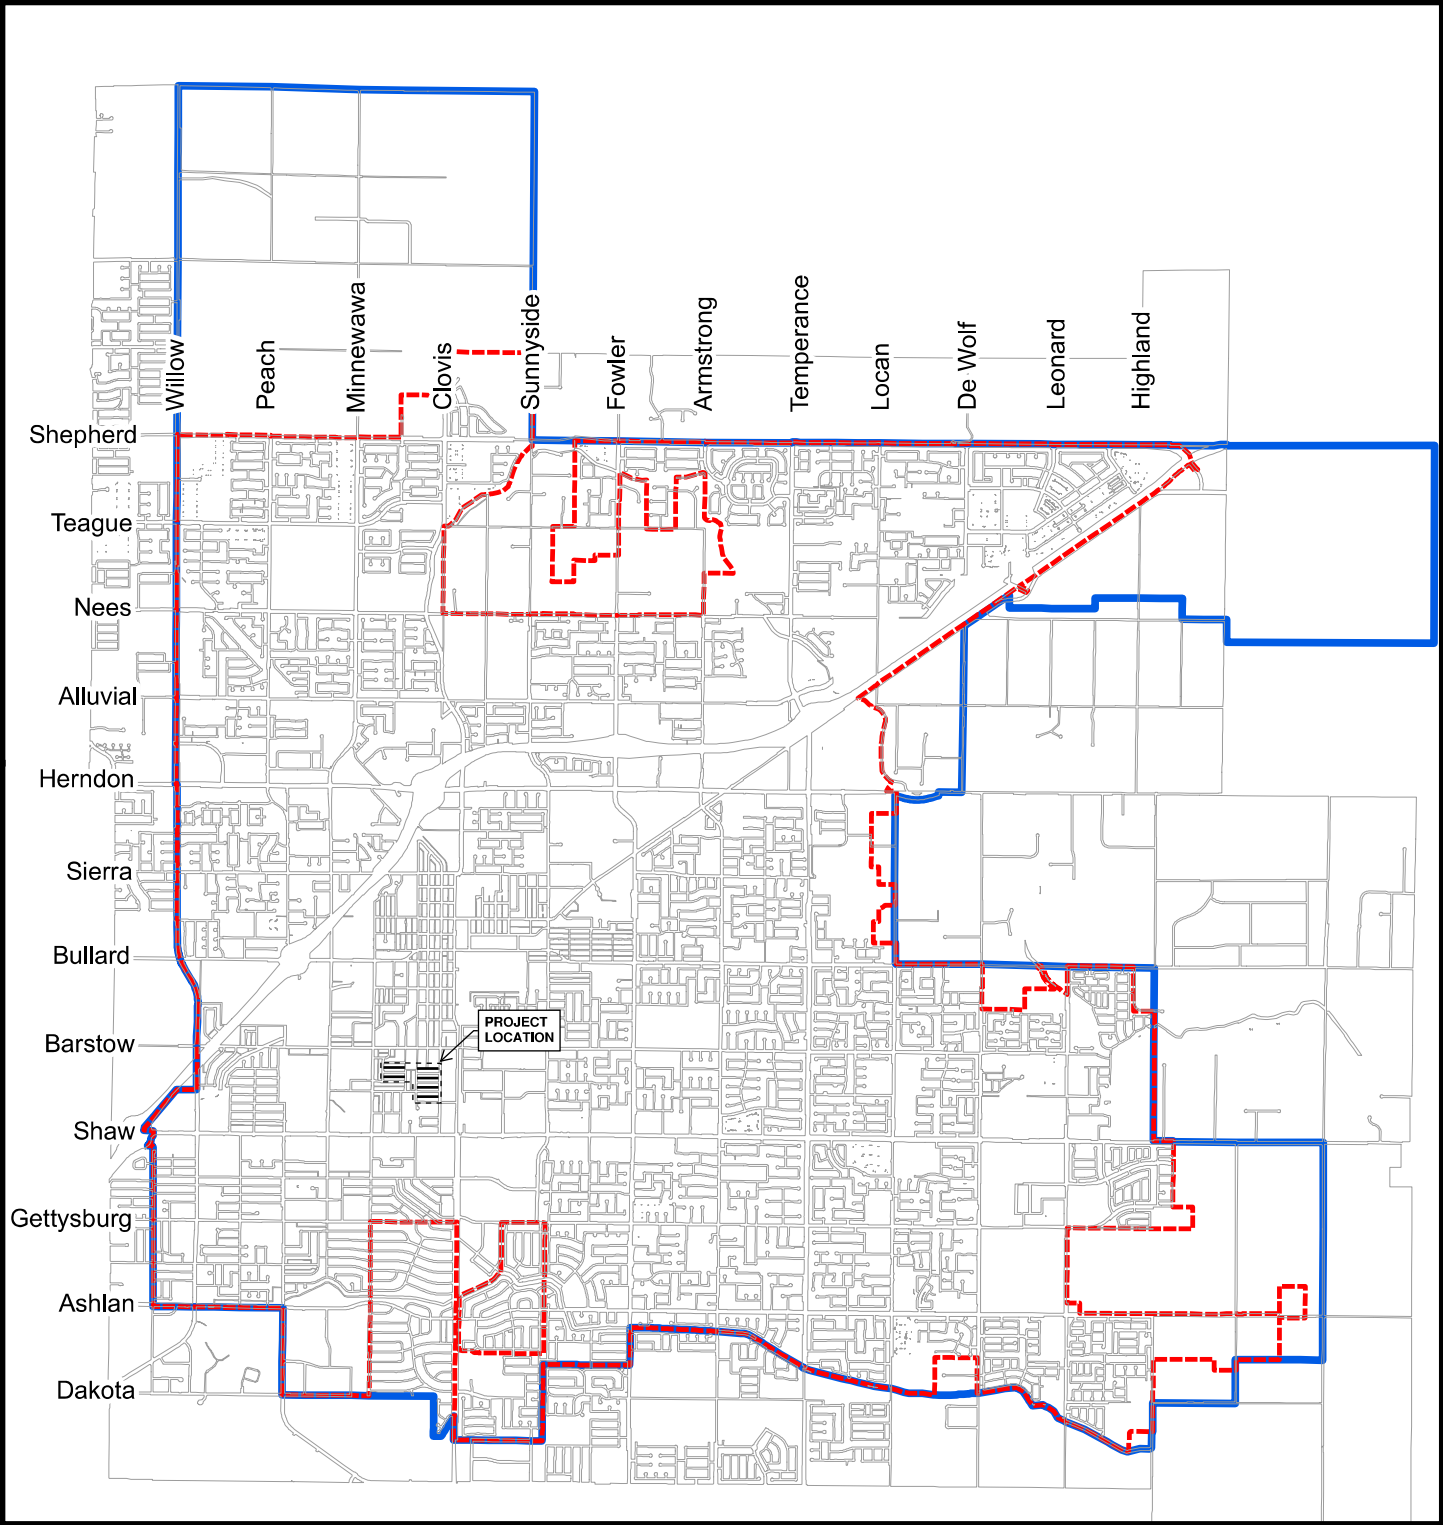 Willow
Peach
Minnewawa
Clovis
Sunnyside
Fowler
Armstrong
Temperance
Locan
De Wolf
Leonard
Highland
Shepherd
Teague
Nees
Alluvial
Herndon
Sierra
Bullard
Barstow
Shaw
Gettysburg
Ashlan
Dakota
PROJECT
LOCATION